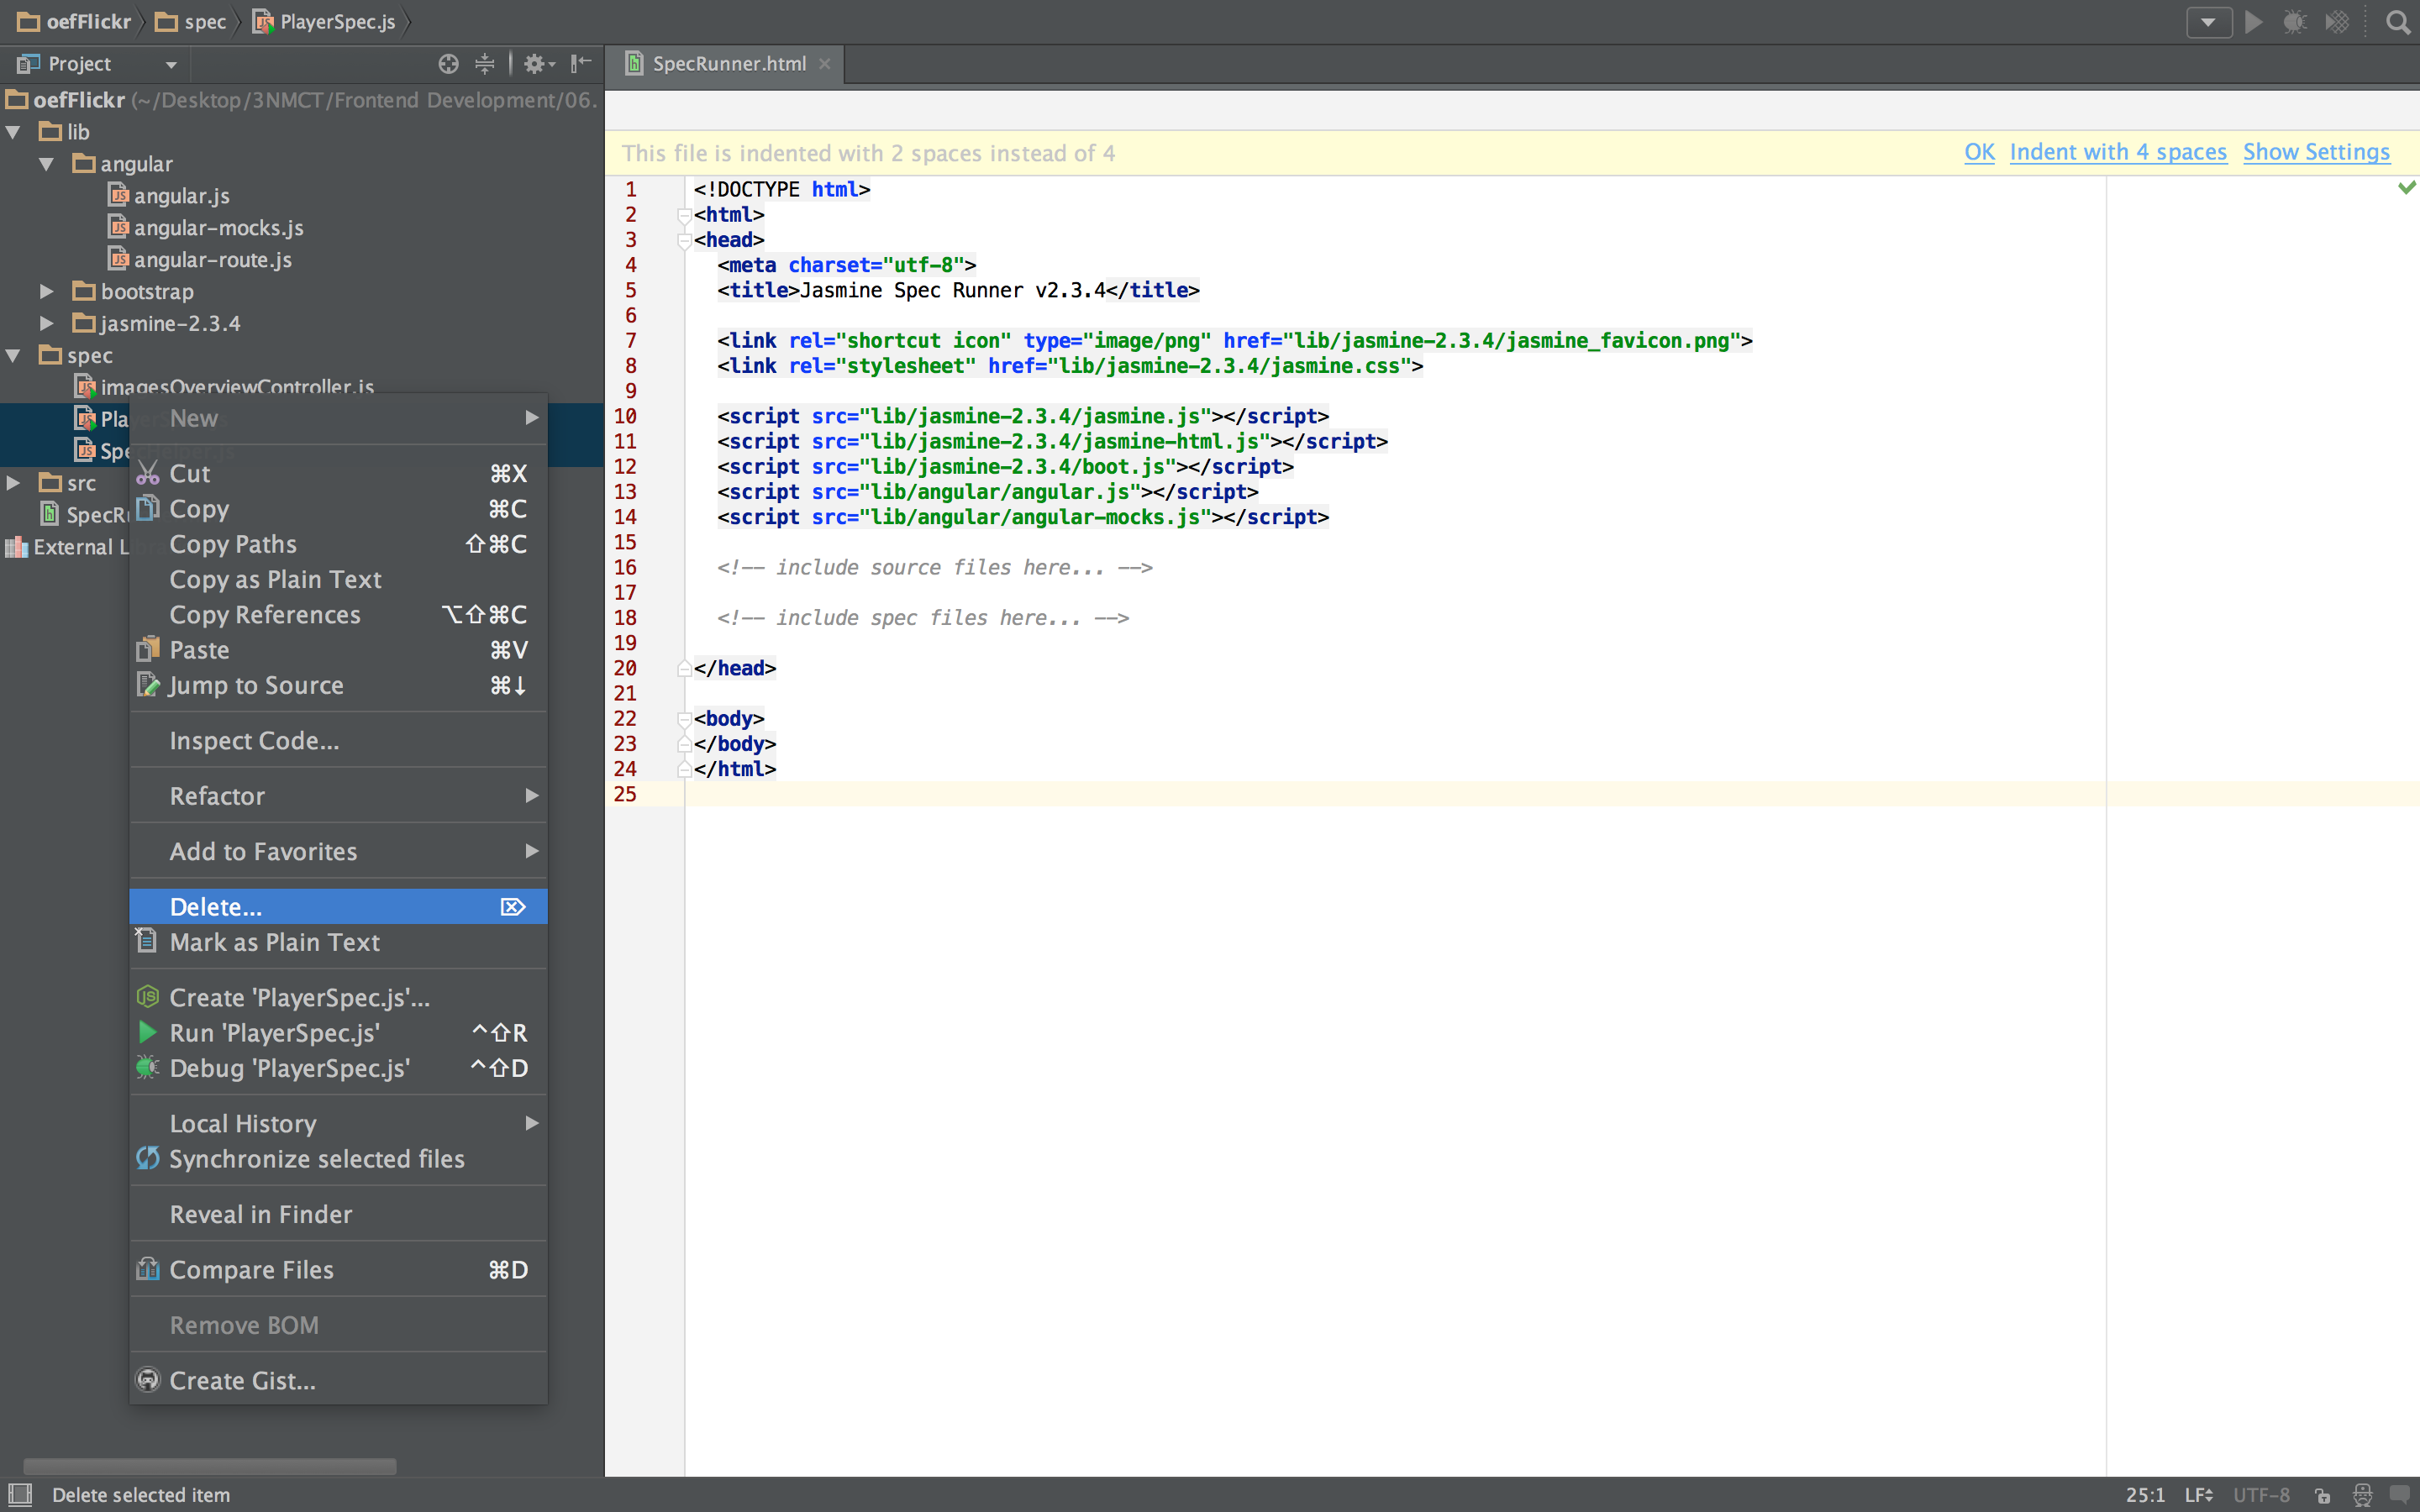 oefFlickr spec PlayerSpec.js
Project
SpecRunner.html
oefFlickr (~/Desktop/3NMCT/Frontend Development/06.
lib
angular
angular.js
angular-mocks.js
angular-route.js
bootstrap
jasmine-2.3.4
spec
imagesOverviewController.js
Pla
Spec
src
SpecRu
External L
New
Cut ⌘X
Copy ⌘C
Copy Paths ⇧⌘C
Copy as Plain Text
Copy References ⌥⇧⌘C
Paste ⌘V
Jump to Source ⌘↓
Inspect Code...
Refactor
Add to Favorites
Delete... ⌦
Mark as Plain Text
Create 'PlayerSpec.js'...
Run 'PlayerSpec.js' ^⇧R
Debug 'PlayerSpec.js' ^⇧D
Local History
Synchronize selected files
Reveal in Finder
Compare Files ⌘D
Remove BOM
Create Gist...
This file is indented with 2 spaces instead of 4 OK Indent with 4 spaces Show Settings
1 <!DOCTYPE html>
2 <html>
3 <head>
4 <meta charset="utf-8">
5 <title>Jasmine Spec Runner v2.3.4</title>
6
7 <link rel="shortcut icon" type="image/png" href="lib/jasmine-2.3.4/jasmine_favicon.png">
8 <link rel="stylesheet" href="lib/jasmine-2.3.4/jasmine.css">
9
10 <script src="lib/jasmine-2.3.4/jasmine.js"></script>
11 <script src="lib/jasmine-2.3.4/jasmine-html.js"></script>
12 <script src="lib/jasmine-2.3.4/boot.js"></script>
13 <script src="lib/angular/angular.js"></script>
14 <script src="lib/angular/angular-mocks.js"></script>
15
16 <!-- include source files here... -->
17
18 <!-- include spec files here... -->
19
20 </head>
21
22 <body>
23 </body>
24 </html>
25
Delete selected item 25:1 LF UTF-8